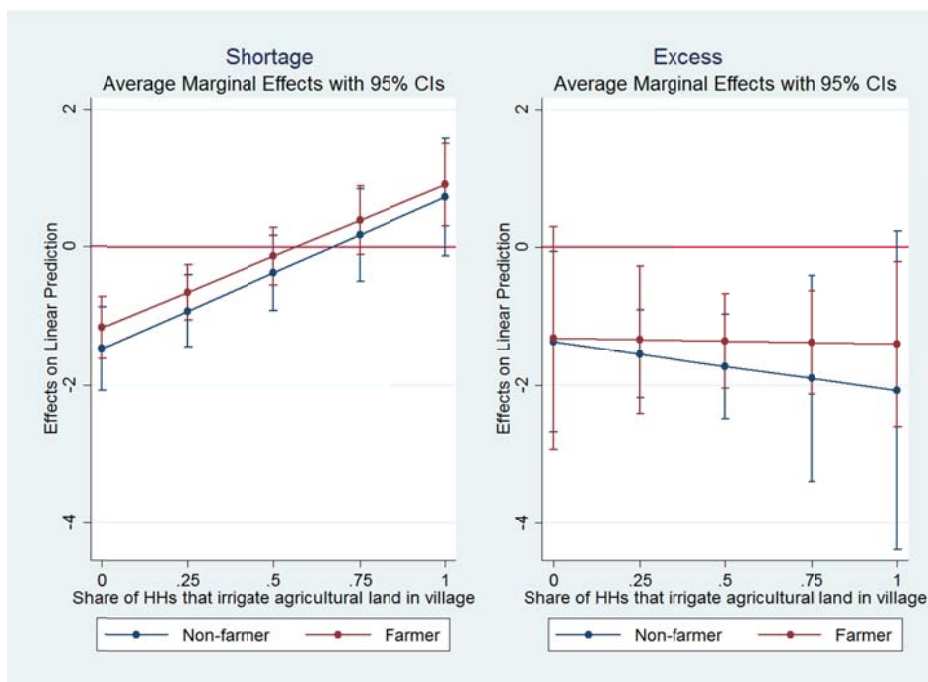 Shortage
Average Marginal Effects with 95% CIs
Effects on Linear Prediction
2
0
-2
-4
0 .25 .5 .75 1
Share of HHs that irrigate agricultural land in village
Non-farmer Farmer
Excess
Average Marginal Effects with 95% CIs
Effects on Linear Prediction
2
0
-2
-4
0 .25 .5 .75 1
Share of HHs that irrigate agricultural land in village
Non-farmer Farmer